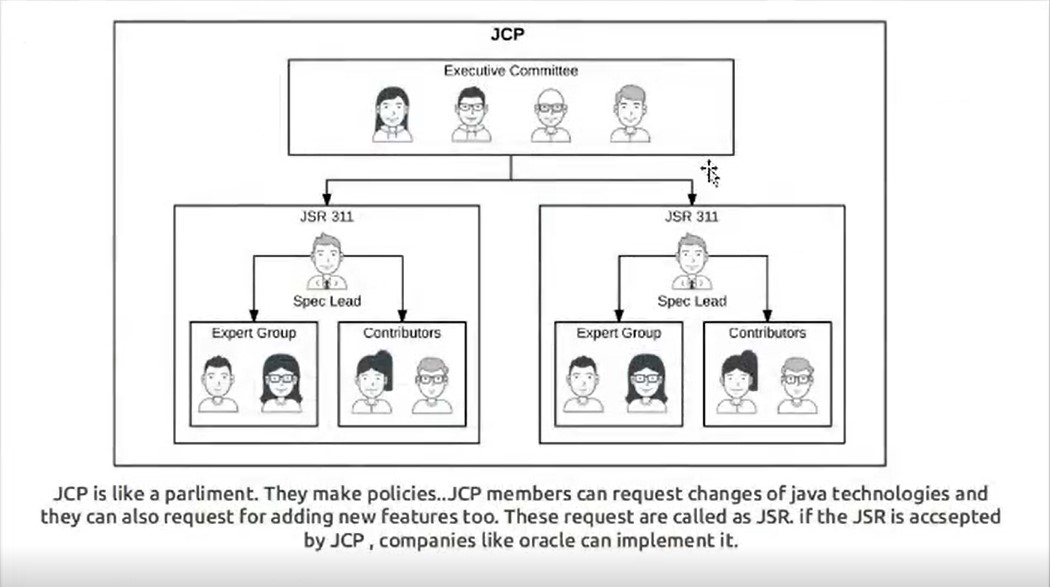 JCP
Executive Committee
JSR 311
JSR 311
Spec Lead
Spec Lead
Expert Group
Contributors
Expert Group
Contributors
JCP is like a parliment. They make policies..JCP members can request changes of java technologies and
they can also request for adding new features too. These request are called as JSR. if the JSR is accsepted
by JCP , companies like oracle can implement it.